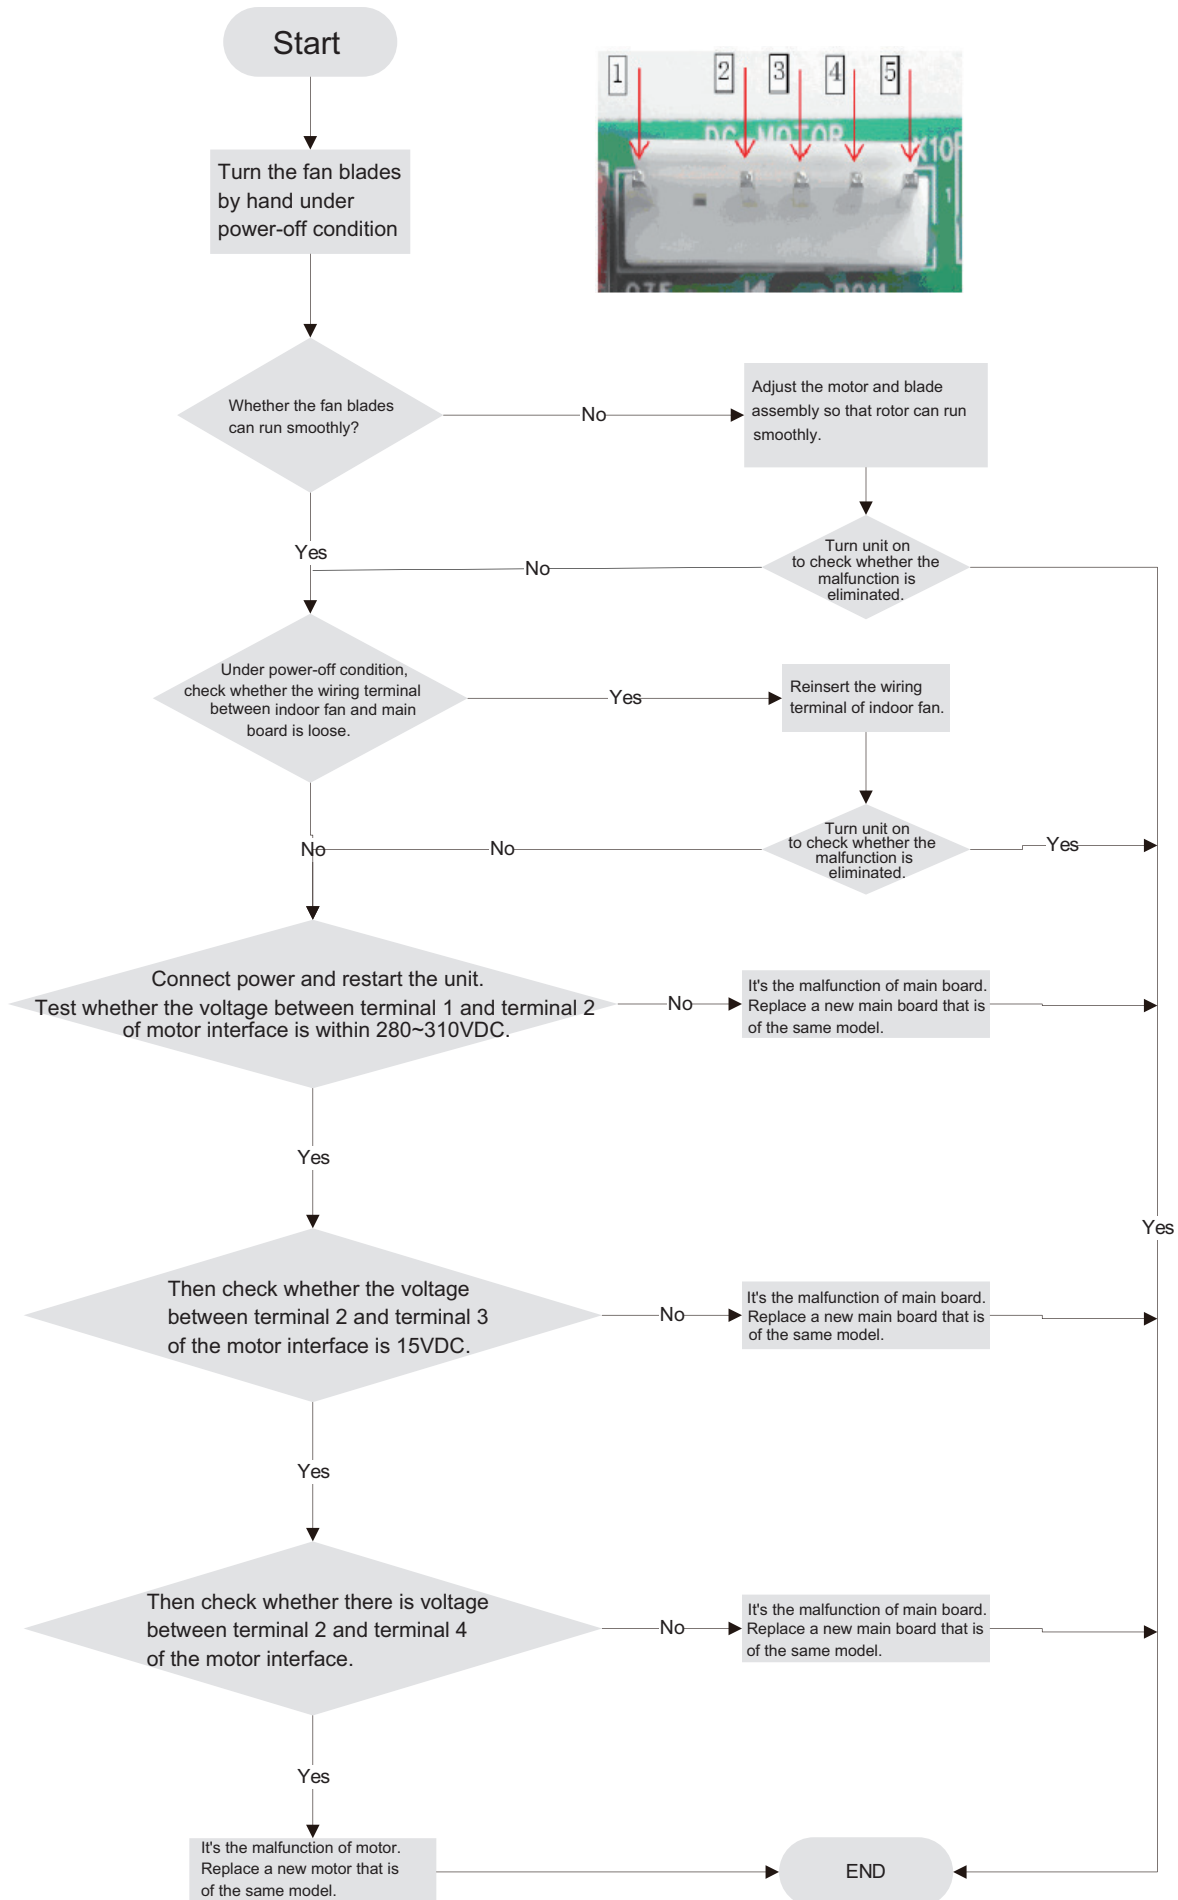 Start
1
2
3
4
5
DC MOTOR
1
Turn the fan blades
by hand under
power-off condition
Whether the fan blades
can run smoothly?
No
Adjust the motor and blade
assembly so that rotor can run
smoothly.
Yes
No
Turn unit on
to check whether the
malfunction is
eliminated.
Under power-off condition,
check whether the wiring terminal
between indoor fan and main
board is loose.
Yes
Reinsert the wiring
terminal of indoor fan.
No
No
Turn unit on
to check whether the
malfunction is
eliminated.
Yes
Connect power and restart the unit.
Test whether the voltage between terminal 1 and terminal 2
of motor interface is within 280~310VDC.
No
It's the malfunction of main board.
Replace a new main board that is
of the same model.
Yes
Yes
Then check whether the voltage
between terminal 2 and terminal 3
of the motor interface is 15VDC.
No
It's the malfunction of main board.
Replace a new main board that is
of the same model.
Yes
Then check whether there is voltage
between terminal 2 and terminal 4
of the motor interface.
No
It's the malfunction of main board.
Replace a new main board that is
of the same model.
Yes
It's the malfunction of motor.
Replace a new motor that is
of the same model.
END